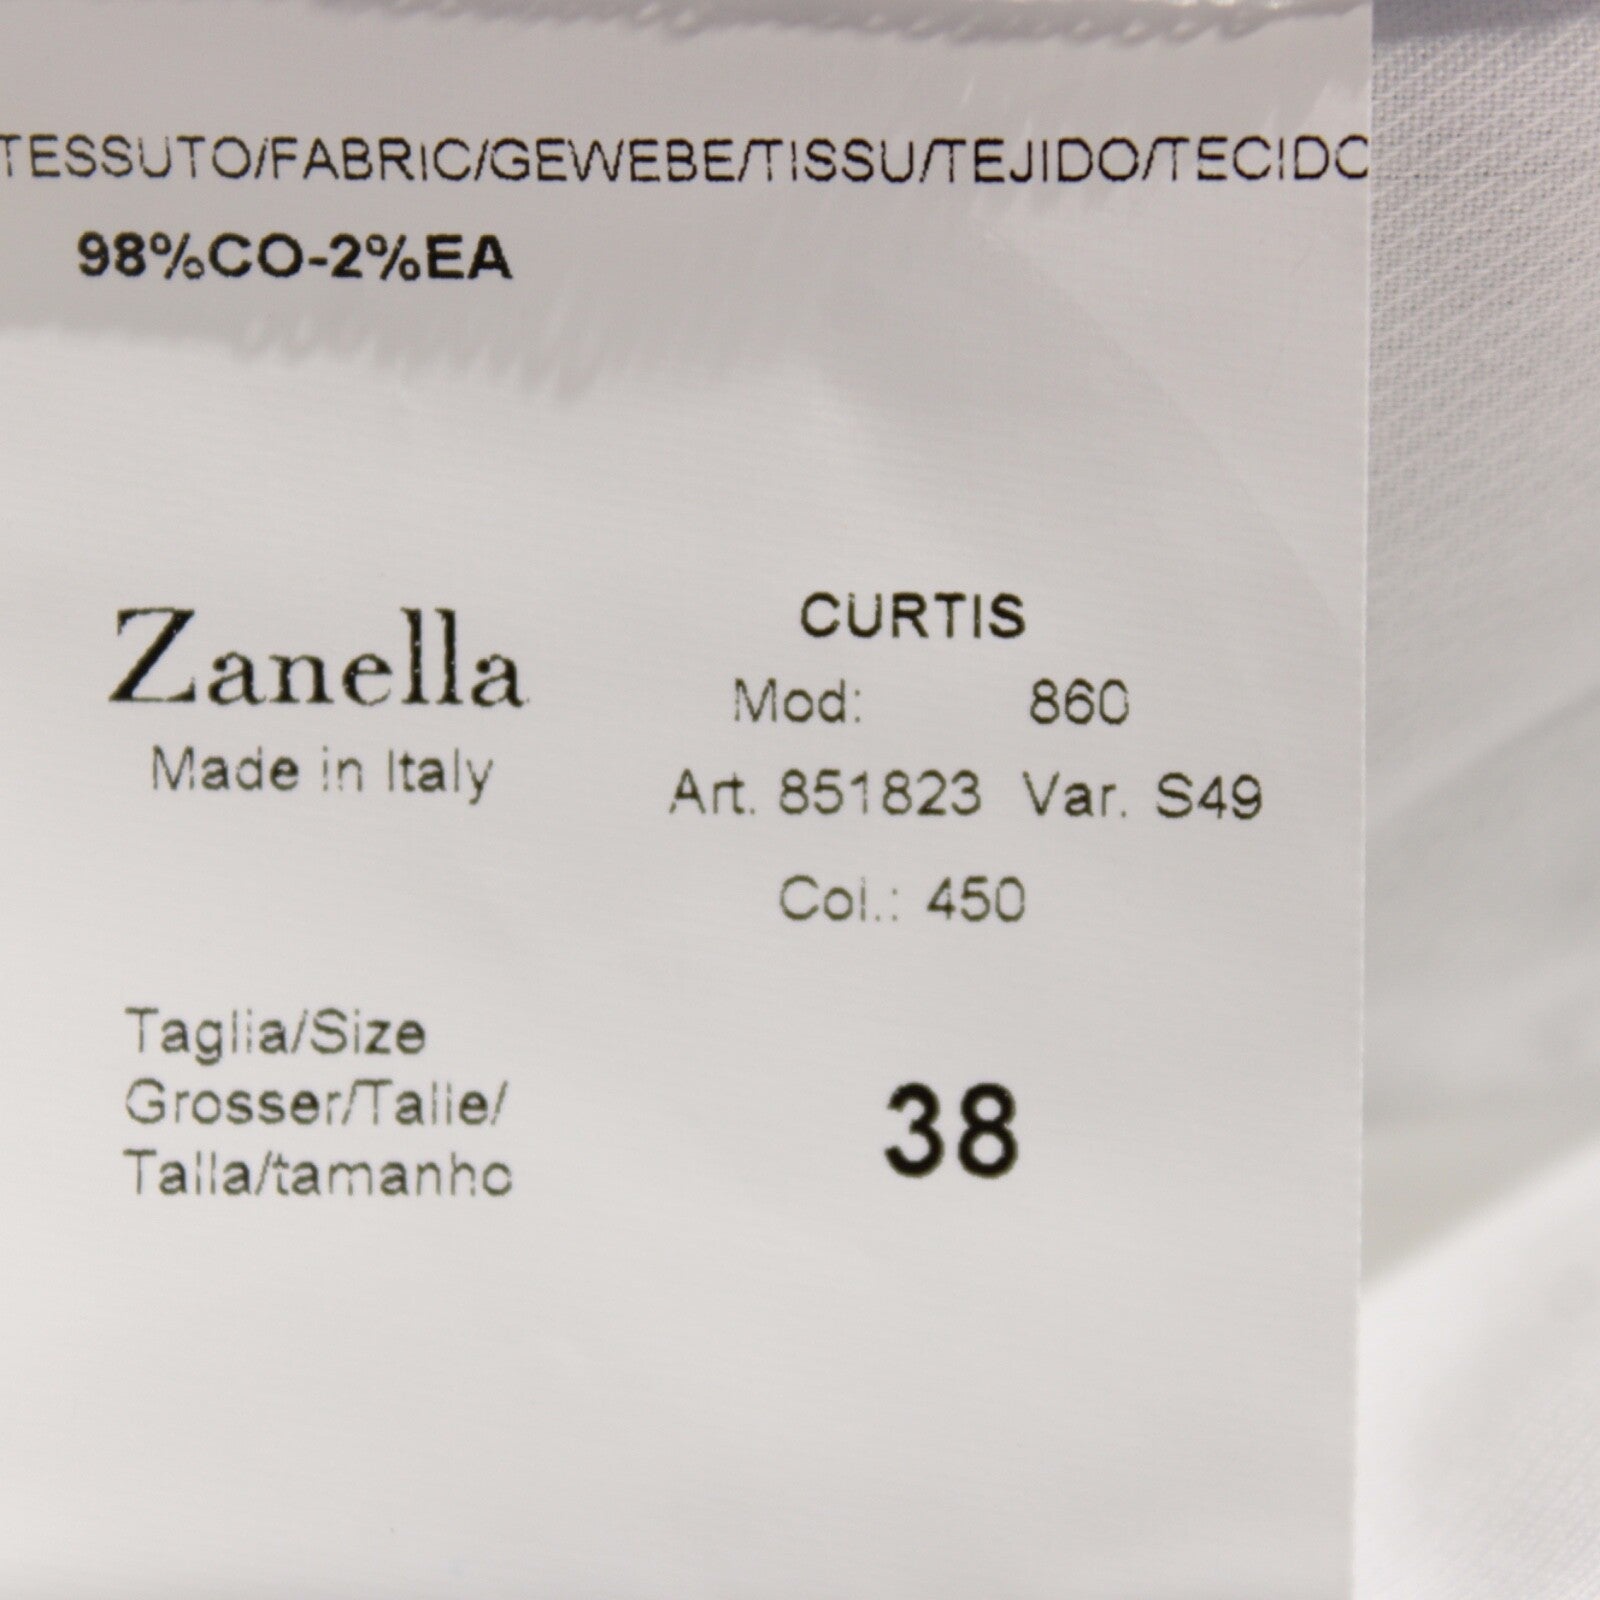 TESSUTO/FABRIC/GEWEBE/TISSU/TEJIDO/TECIDO
98%CO-2%EA
Zanella
Made in Italy
CURTIS
Mod: 860
Art. 851823 Var. S49
Col.: 450
Taglia/Size
Grosser/Talie/
Talla/tamanho
38